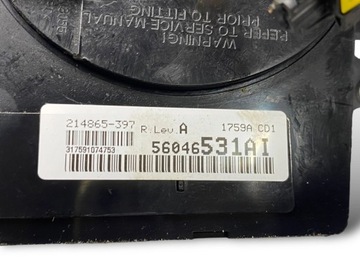 WARNING!
REFER TO SERVICE MANUAL
PRIOR TO FITTING
214865-397 R.Lev.A 1759A CD1
317591074753
56046531AI